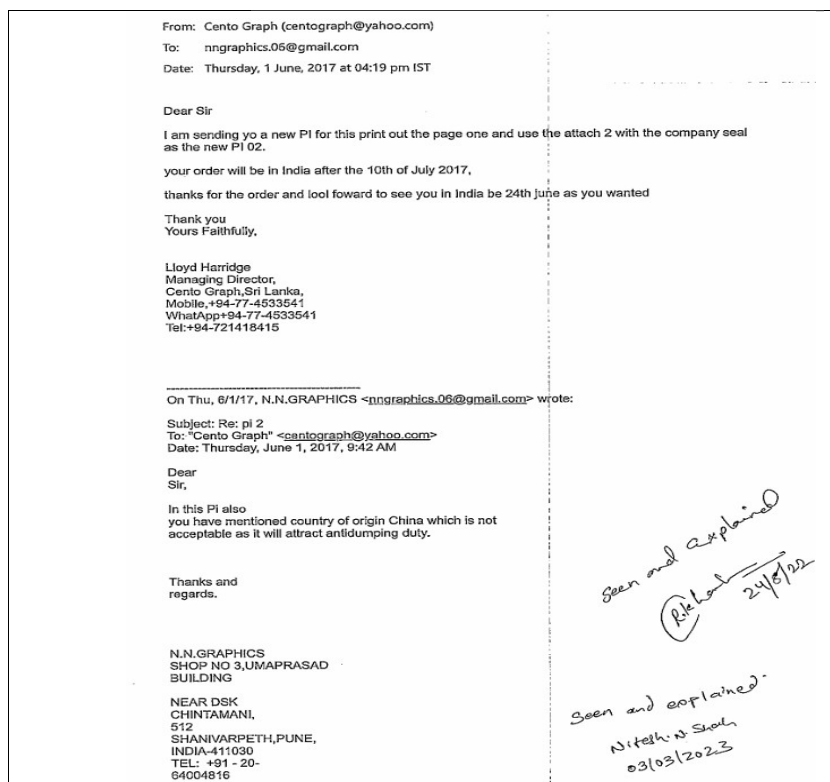 From: Cento Graph (centograph@yahoo.com)
To: nngraphics.06@gmail.com
Date: Thursday, 1 June, 2017 at 04:19 pm IST
Dear Sir
I am sending yo a new PI for this print out the page one and use the attach 2 with the company seal
as the new PI 02.
your order will be in India after the 10th of July 2017,
thanks for the order and lool foward to see you in India be 24th june as you wanted
Thank you
Yours Faithfully,
Lloyd Harridge
Managing Director,
Cento Graph,Sri Lanka,
Mobile,+94-77-4533541
WhatApp+94-77-4533541
Tel:+94-721418415
--------------------------------------------
On Thu, 6/1/17, N.N.GRAPHICS <nngraphics.06@gmail.com> wrote:
Subject: Re: pi 2
To: "Cento Graph" <centograph@yahoo.com>
Date: Thursday, June 1, 2017, 9:42 AM
Dear
Sir,
In this Pi also
you have mentioned country of origin China which is not
acceptable as it will attract antidumping duty.
seen and explained
24/8/22
Thanks and
regards.
N.N.GRAPHICS
SHOP NO 3,UMAPRASAD
BUILDING
NEAR DSK
CHINTAMANI,
512
SHANIVARPETH,PUNE,
INDIA-411030
TEL: +91 - 20-
64004816
Seen and explained.
Nitesh.N.Shah
03/03/2023